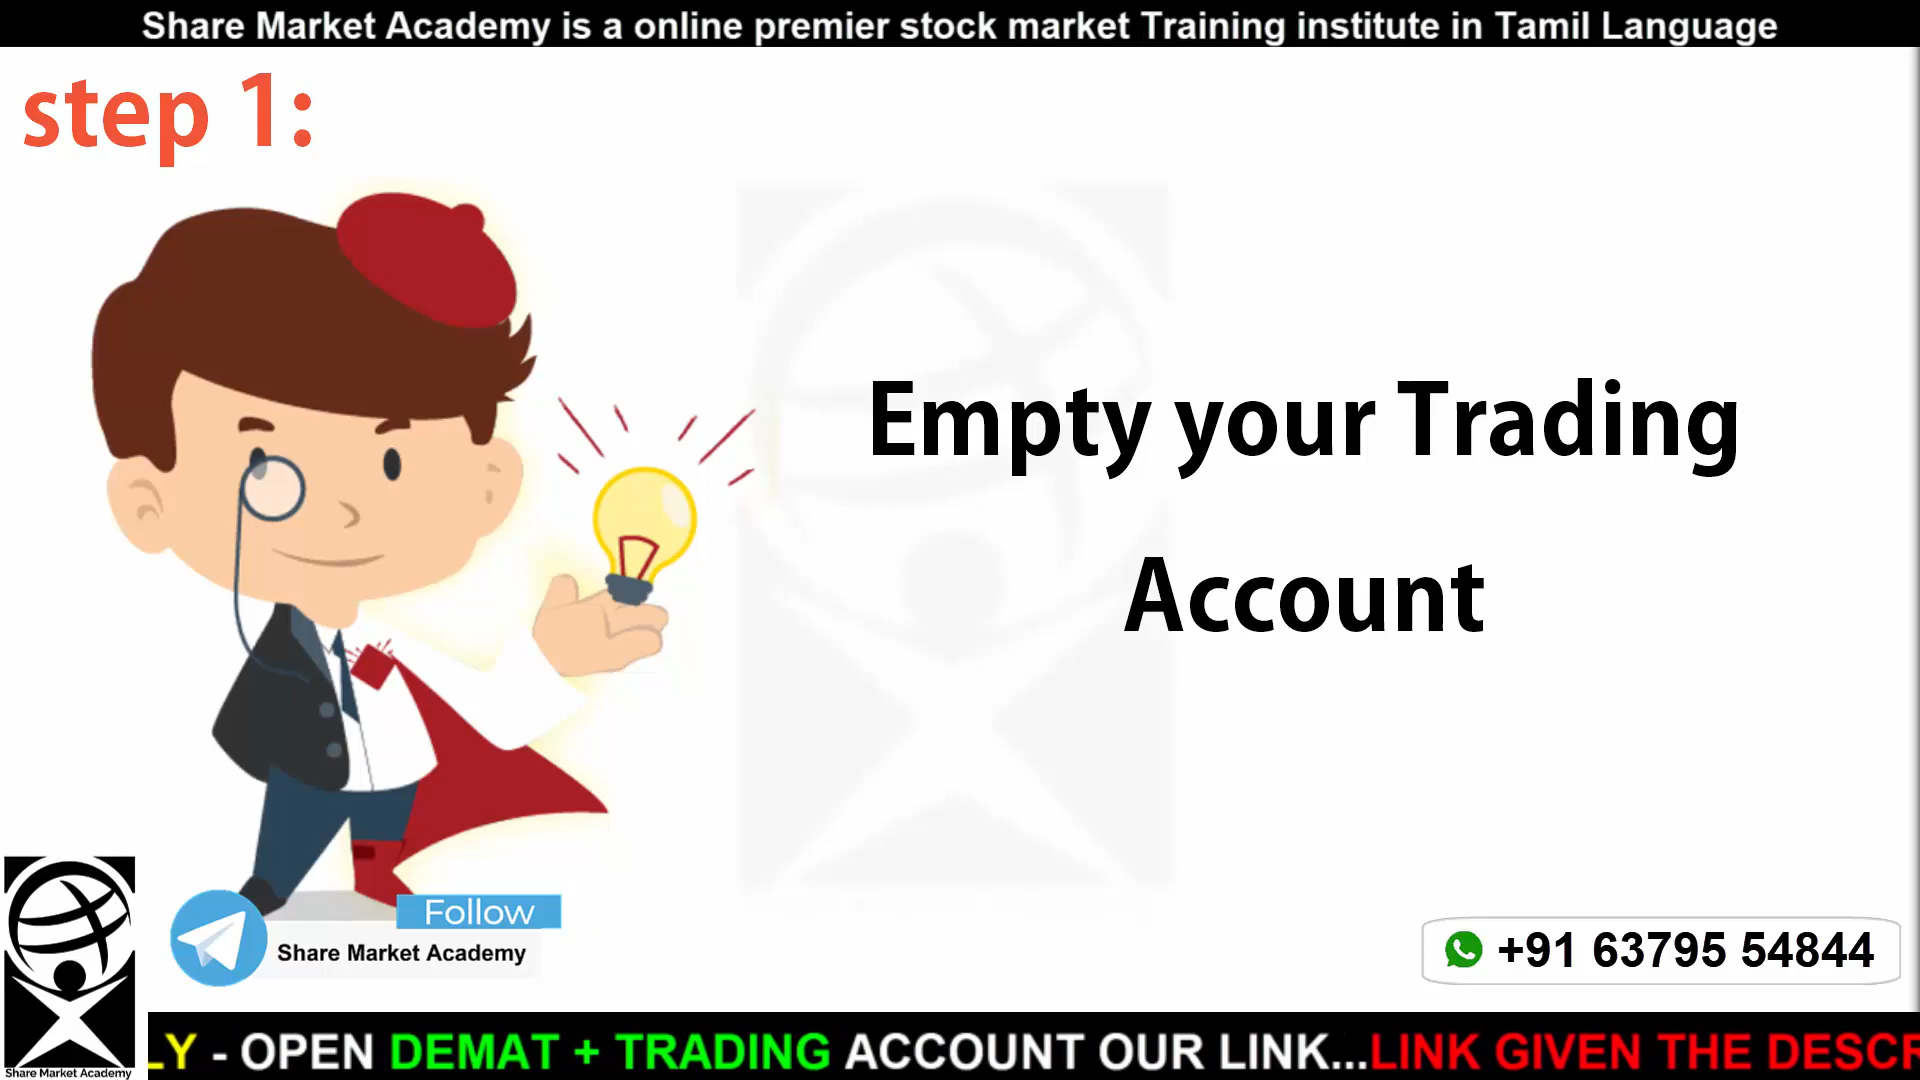 Share Market Academy is a online premier stock market Training institute in Tamil Language
step 1:
Empty your Trading
Account
Follow
Share Market Academy
+91 63795 54844
Share Market Academy
LY - OPEN DEMAT + TRADING ACCOUNT OUR LINK...LINK GIVEN THE DESCR